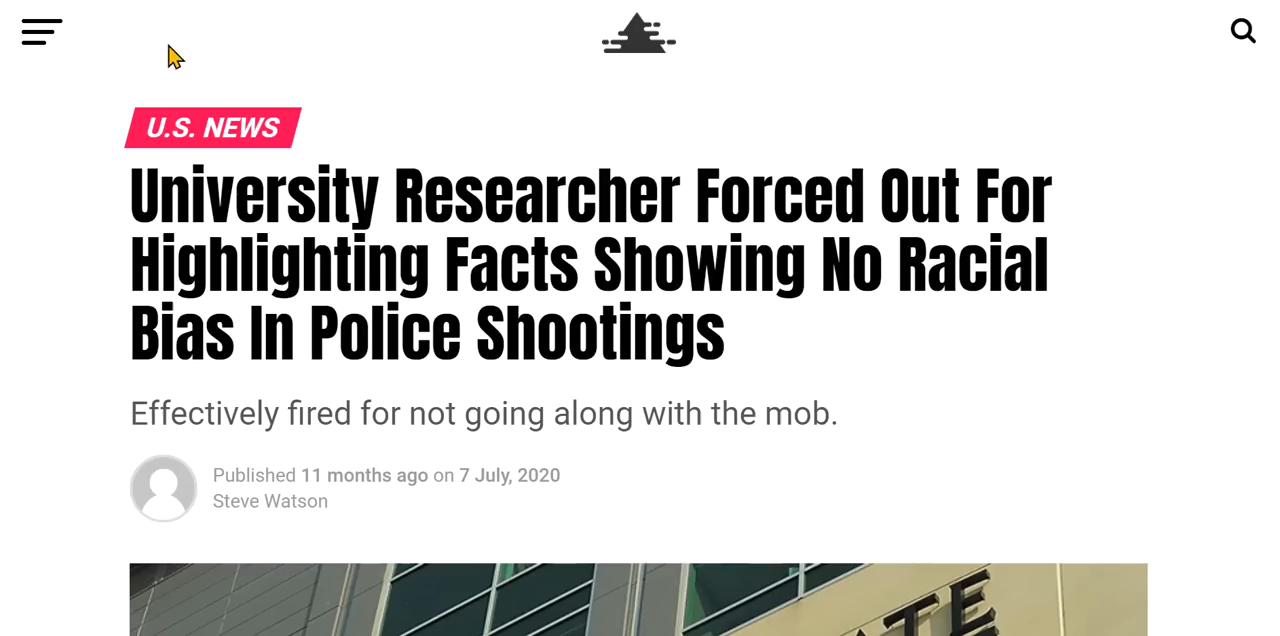 U.S. NEWS
University Researcher Forced Out For
Highlighting Facts Showing No Racial
Bias In Police Shootings
Effectively fired for not going along with the mob.
Published 11 months ago on 7 July, 2020
Steve Watson
ATE